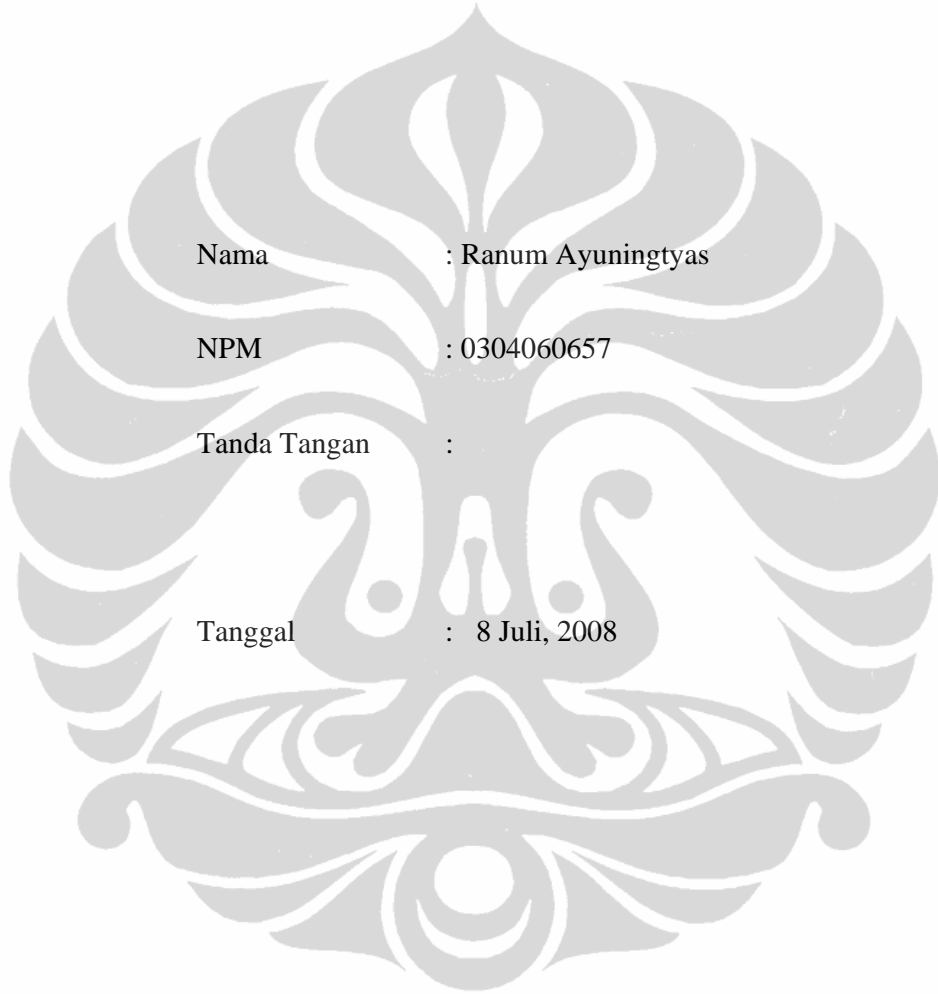 Nama : Ranum Ayuningtyas
NPM : 0304060657
Tanda Tangan :
Tanggal : 8 Juli, 2008